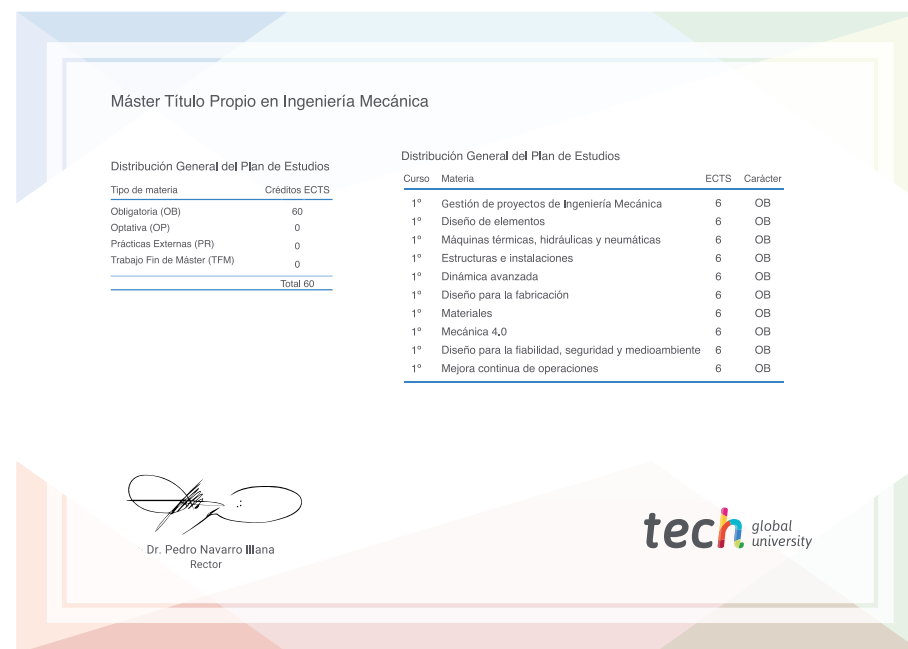 Máster Título Propio en Ingeniería Mecánica
Distribución General del Plan de Estudios
Tipo de materia Créditos ECTS
Obligatoria (OB) 60
Optativa (OP) 0
Prácticas Externas (PR) 0
Trabajo Fin de Máster (TFM) 0
Total 60
Distribución General del Plan de Estudios
Curso Materia ECTS Carácter
1º Gestión de proyectos de Ingeniería Mecánica 6 OB
1º Diseño de elementos 6 OB
1º Máquinas térmicas, hidráulicas y neumáticas 6 OB
1º Estructuras e instalaciones 6 OB
1º Dinámica avanzada 6 OB
1º Diseño para la fabricación 6 OB
1º Materiales 6 OB
1º Mecánica 4.0 6 OB
1º Diseño para la fiabilidad, seguridad y medioambiente 6 OB
1º Mejora continua de operaciones 6 OB
Dr. Pedro Navarro Illana
Rector
tech global
university